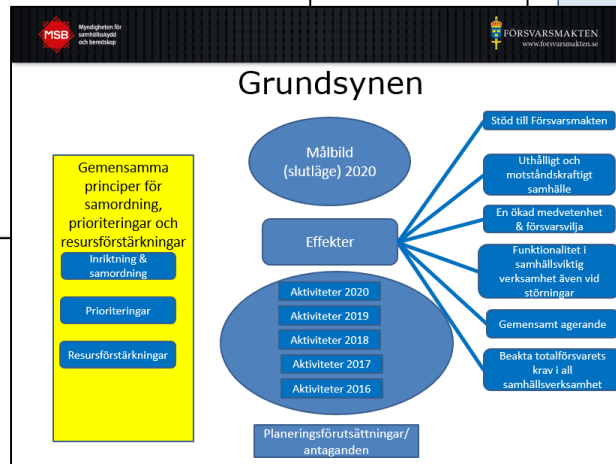 MSB
Myndigheten för
samhällsskydd
och beredskap
FÖRSVARSMAKTEN
www.forsvarsmakten.se
Grundsynen
Gemensamma
principer för
samordning,
prioriteringar och
resursförstärkningar
Inriktning &
samordning
Prioriteringar
Resursförstärkningar
Målbild
(slutläge) 2020
Effekter
Aktiviteter 2020
Aktiviteter 2019
Aktiviteter 2018
Aktiviteter 2017
Aktiviteter 2016
Planeringsförutsättningar/
antaganden
Stöd till Försvarsmakten
Uthålligt och
motståndskraftigt
samhälle
En ökad medvetenhet
& försvarsvilja
Funktionalitet i
samhällsviktig
verksamhet även vid
störningar
Gemensamt agerande
Beakta totalförsvarets
krav i all
samhällsverksamhet